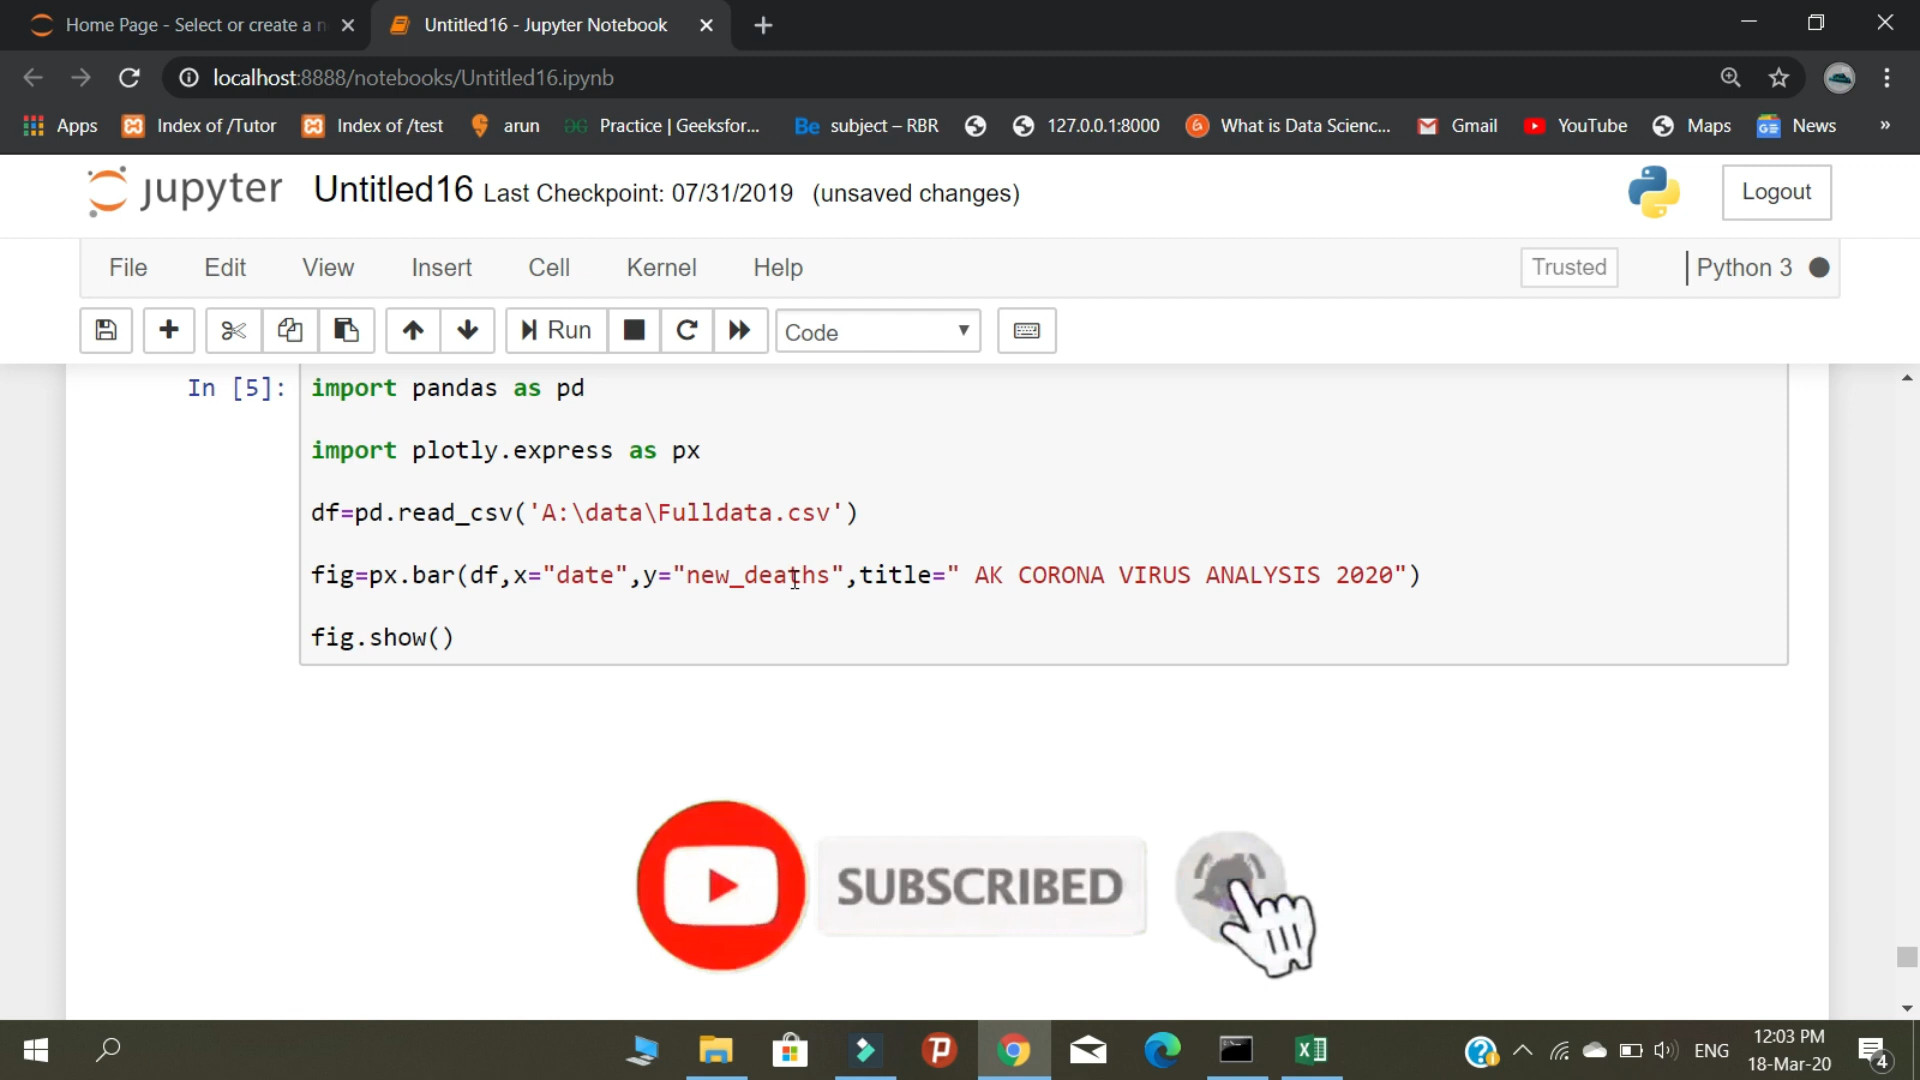 Home Page - Select or create a n
Untitled16 - Jupyter Notebook
localhost:8888/notebooks/Untitled16.ipynb
Apps
Index of /Tutor
Index of /test
arun
Practice | Geeksfor...
Be subject – RBR
127.0.0.1:8000
What is Data Scienc...
Gmail
YouTube
Maps
News
»
jupyter Untitled16 Last Checkpoint: 07/31/2019 (unsaved changes)
Logout
File Edit View Insert Cell Kernel Help
Trusted
Python 3
Run
Code
In [5]:
import pandas as pd
import plotly.express as px
df=pd.read_csv('A:\data\Fulldata.csv')
fig=px.bar(df,x="date",y="new_deaths",title=" AK CORONA VIRUS ANALYSIS 2020")
fig.show()
SUBSCRIBED
ENG
12:03 PM
18-Mar-20
4